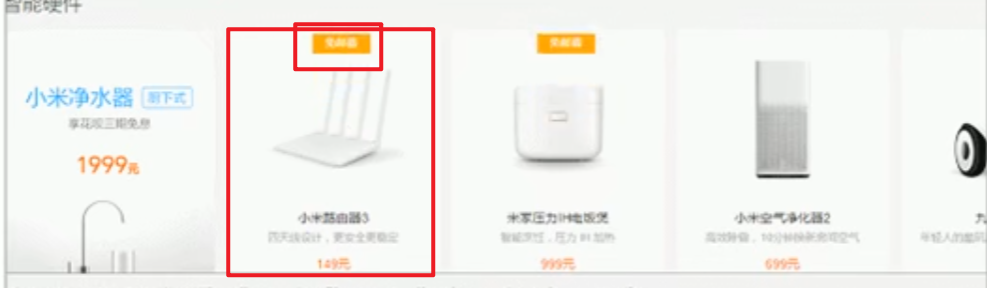 智能硬件
小米净水器 厨下式
享花呗三期免息
1999元
免邮费
小米路由器3
四天线设计，更安全更稳定
149元
免邮费
米家压力IH电饭煲
智能烹饪，压力 IH 加热
999元
小米空气净化器2
高效除霾，10分钟换新房间空气
699元
九
年轻人的